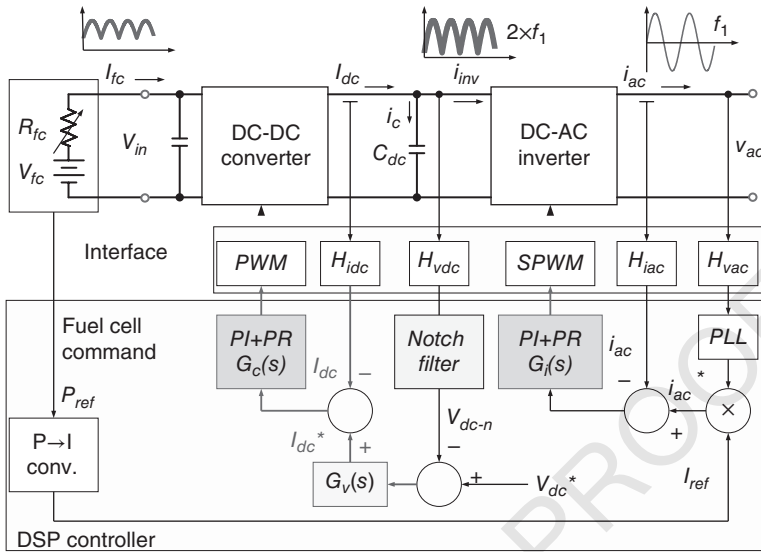 2×f1
f1
Ifc
Idc
iinv
iac
Rfc
Vfc
Vin
DC-DC
converter
ic
Cdc
DC-AC
inverter
vac
Interface
PWM
Hidc
Hvdc
SPWM
Hiac
Hvac
Fuel cell
command
PI+PR
Gc(s)
Idc
−
Notch
filter
PI+PR
Gi(s)
iac
−
PLL
Pref
iac*
×
+
Idc*
+
Vdc-n
−
P→I
conv.
Gv(s)
+
Vdc*
Iref
DSP controller
PROOF